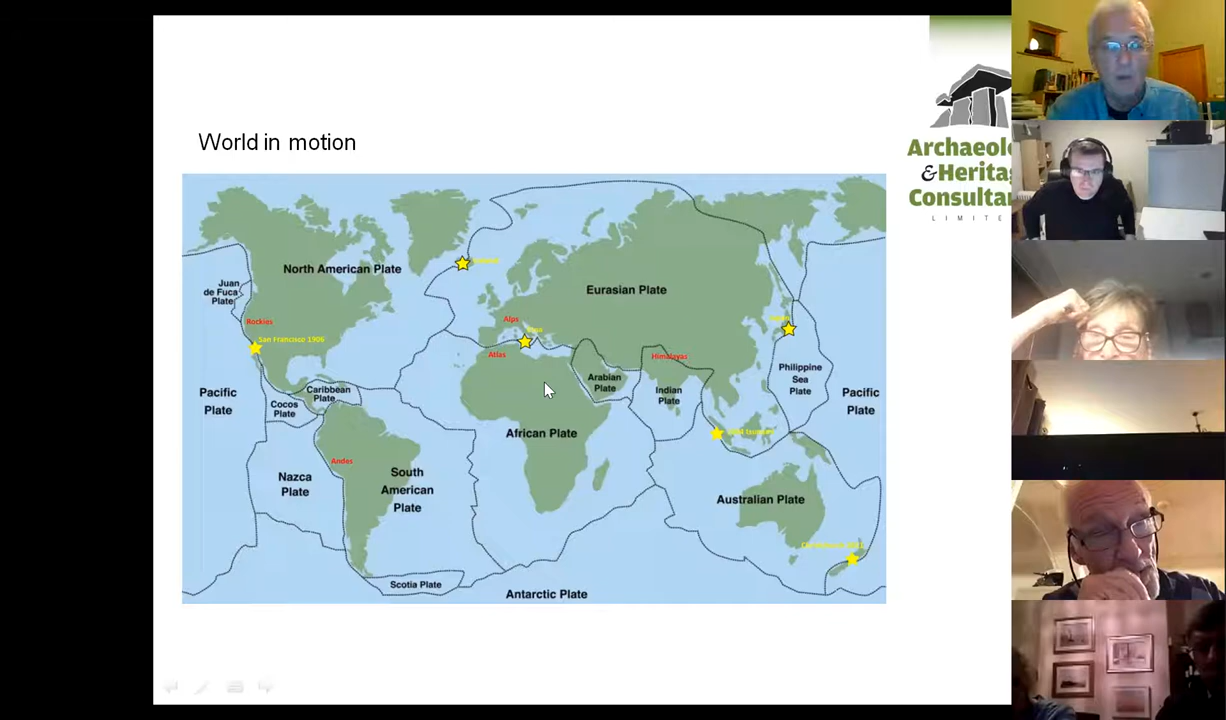 World in motion
Archaeolo
& Herita
Consulta
LIMITE
North American Plate
Juan
de Fuca
Plate
Rockies
San Francisco 1906
Eurasian Plate
Alps
Atlas
Himalayas
Arabian
Plate
Indian
Plate
Philippine
Sea
Plate
Pacific
Plate
Caribbean
Plate
Cocos
Plate
Pacific
Plate
African Plate
Andes
Nazca
Plate
South
American
Plate
Australian Plate
Scotia Plate
Antarctic Plate